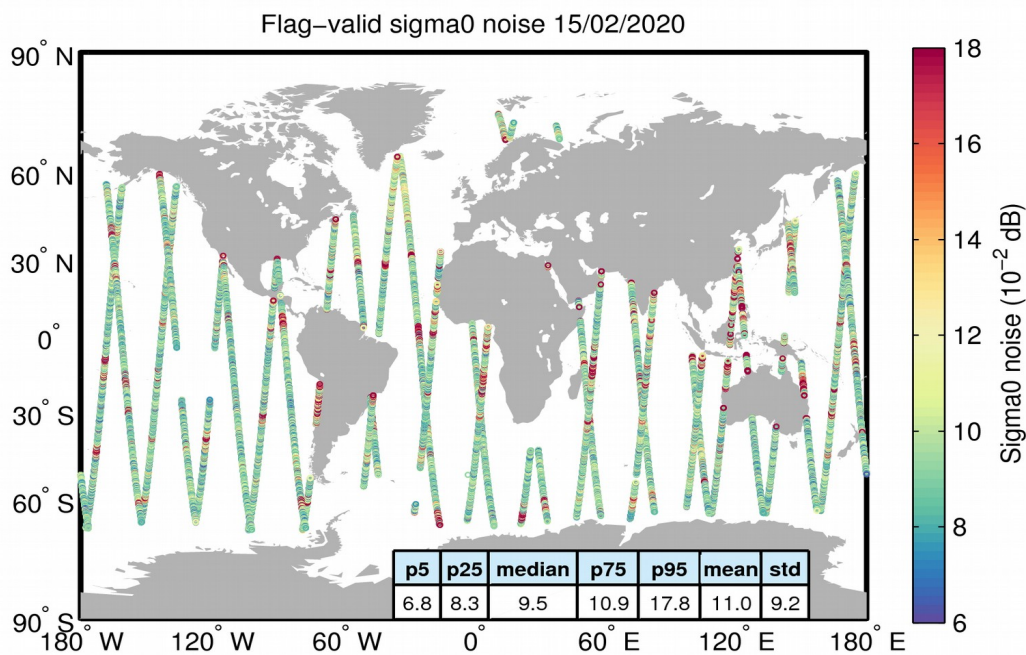 Flag−valid sigma0 noise 15/02/2020
90° N
60° N
30° N
0°
30° S
60° S
90° S
180° W
120° W
60° W
0°
60° E
120° E
180° E
p5 p25 median p75 p95 mean std
6.8 8.3 9.5 10.9 17.8 11.0 9.2
18
16
14
12
10
8
6
Sigma0 noise (10⁻² dB)